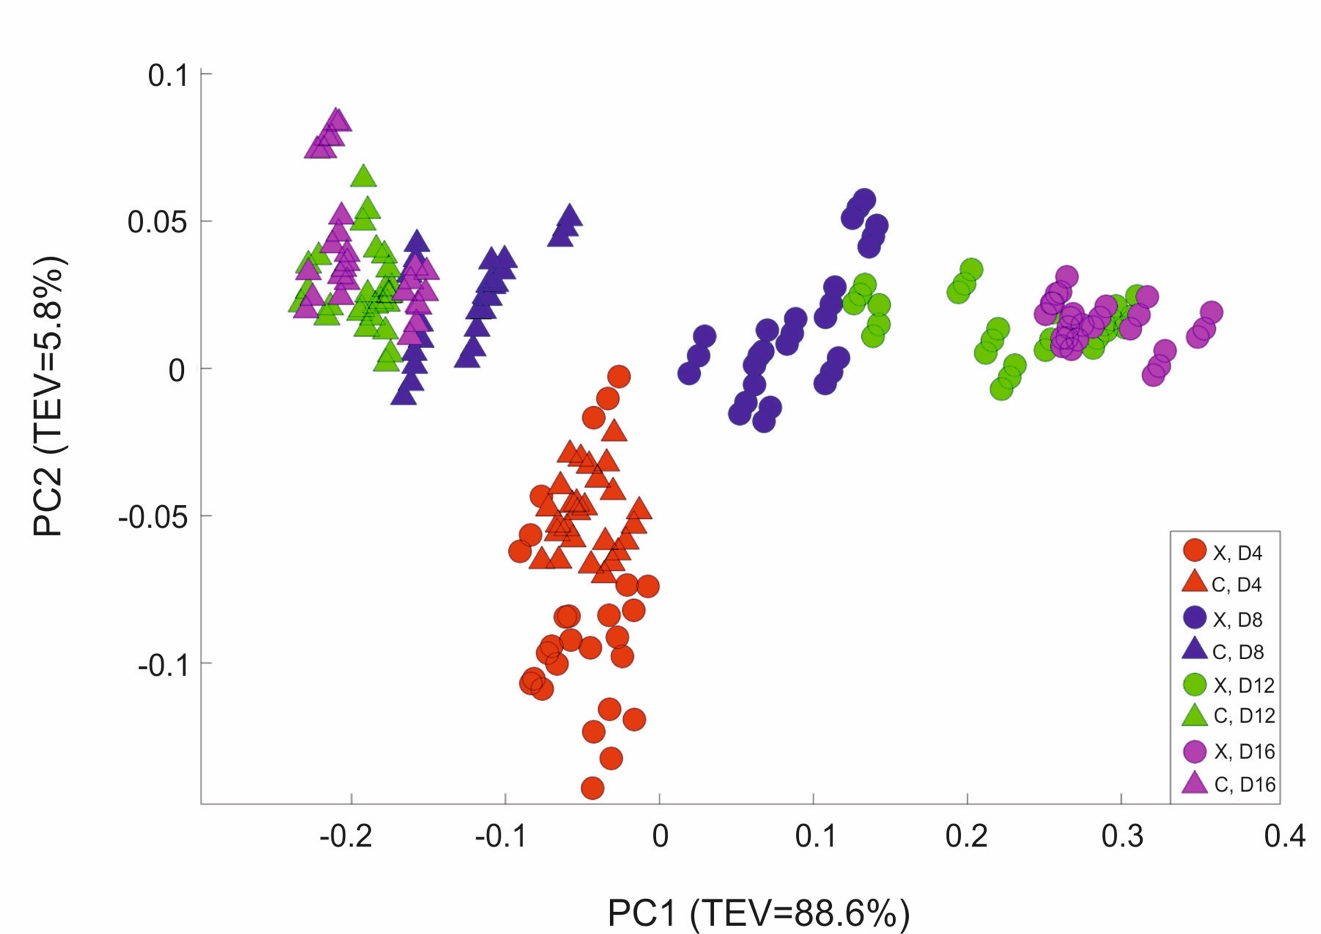 0.1
0.05
0
-0.05
-0.1
PC2 (TEV=5.8%)
-0.2
-0.1
0
0.1
0.2
0.3
0.4
PC1 (TEV=88.6%)
X, D4
C, D4
X, D8
C, D8
X, D12
C, D12
X, D16
C, D16